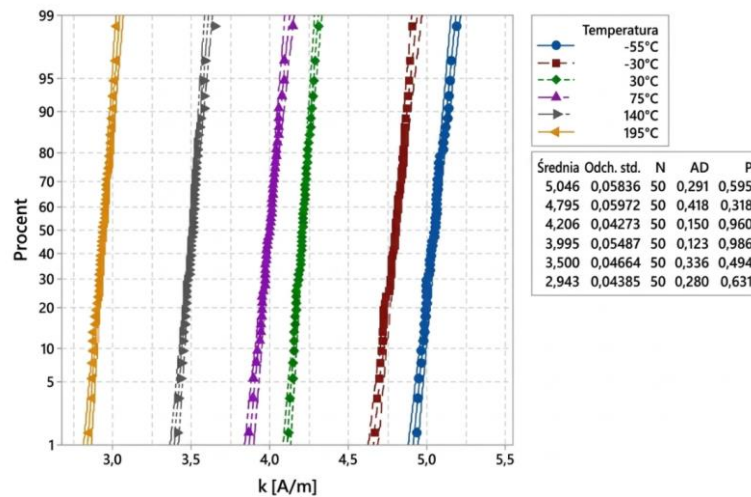 99
95
90
80
70
60
50
40
30
20
10
5
1
Procent
3,0 3,5 4,0 4,5 5,0 5,5
k [A/m]
Temperatura
-55°C
-30°C
30°C
75°C
140°C
195°C
Średnia Odch. std. N AD P
5,046 0,05836 50 0,291 0,595
4,795 0,05972 50 0,418 0,318
4,206 0,04273 50 0,150 0,960
3,995 0,05487 50 0,123 0,986
3,500 0,04664 50 0,336 0,494
2,943 0,04385 50 0,280 0,631